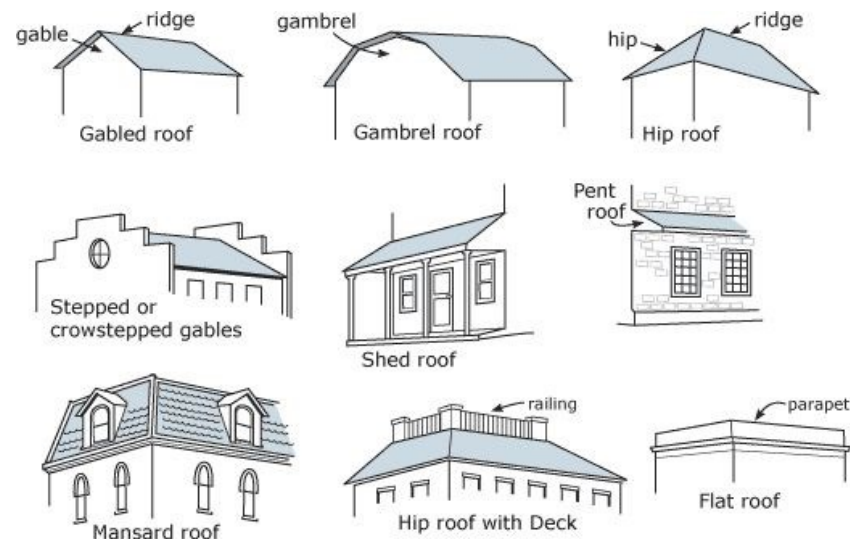 ridge
gable
Gabled roof
gambrel
Gambrel roof
ridge
hip
Hip roof
Stepped or
crowstepped gables
Shed roof
Pent
roof
Mansard roof
railing
Hip roof with Deck
parapet
Flat roof